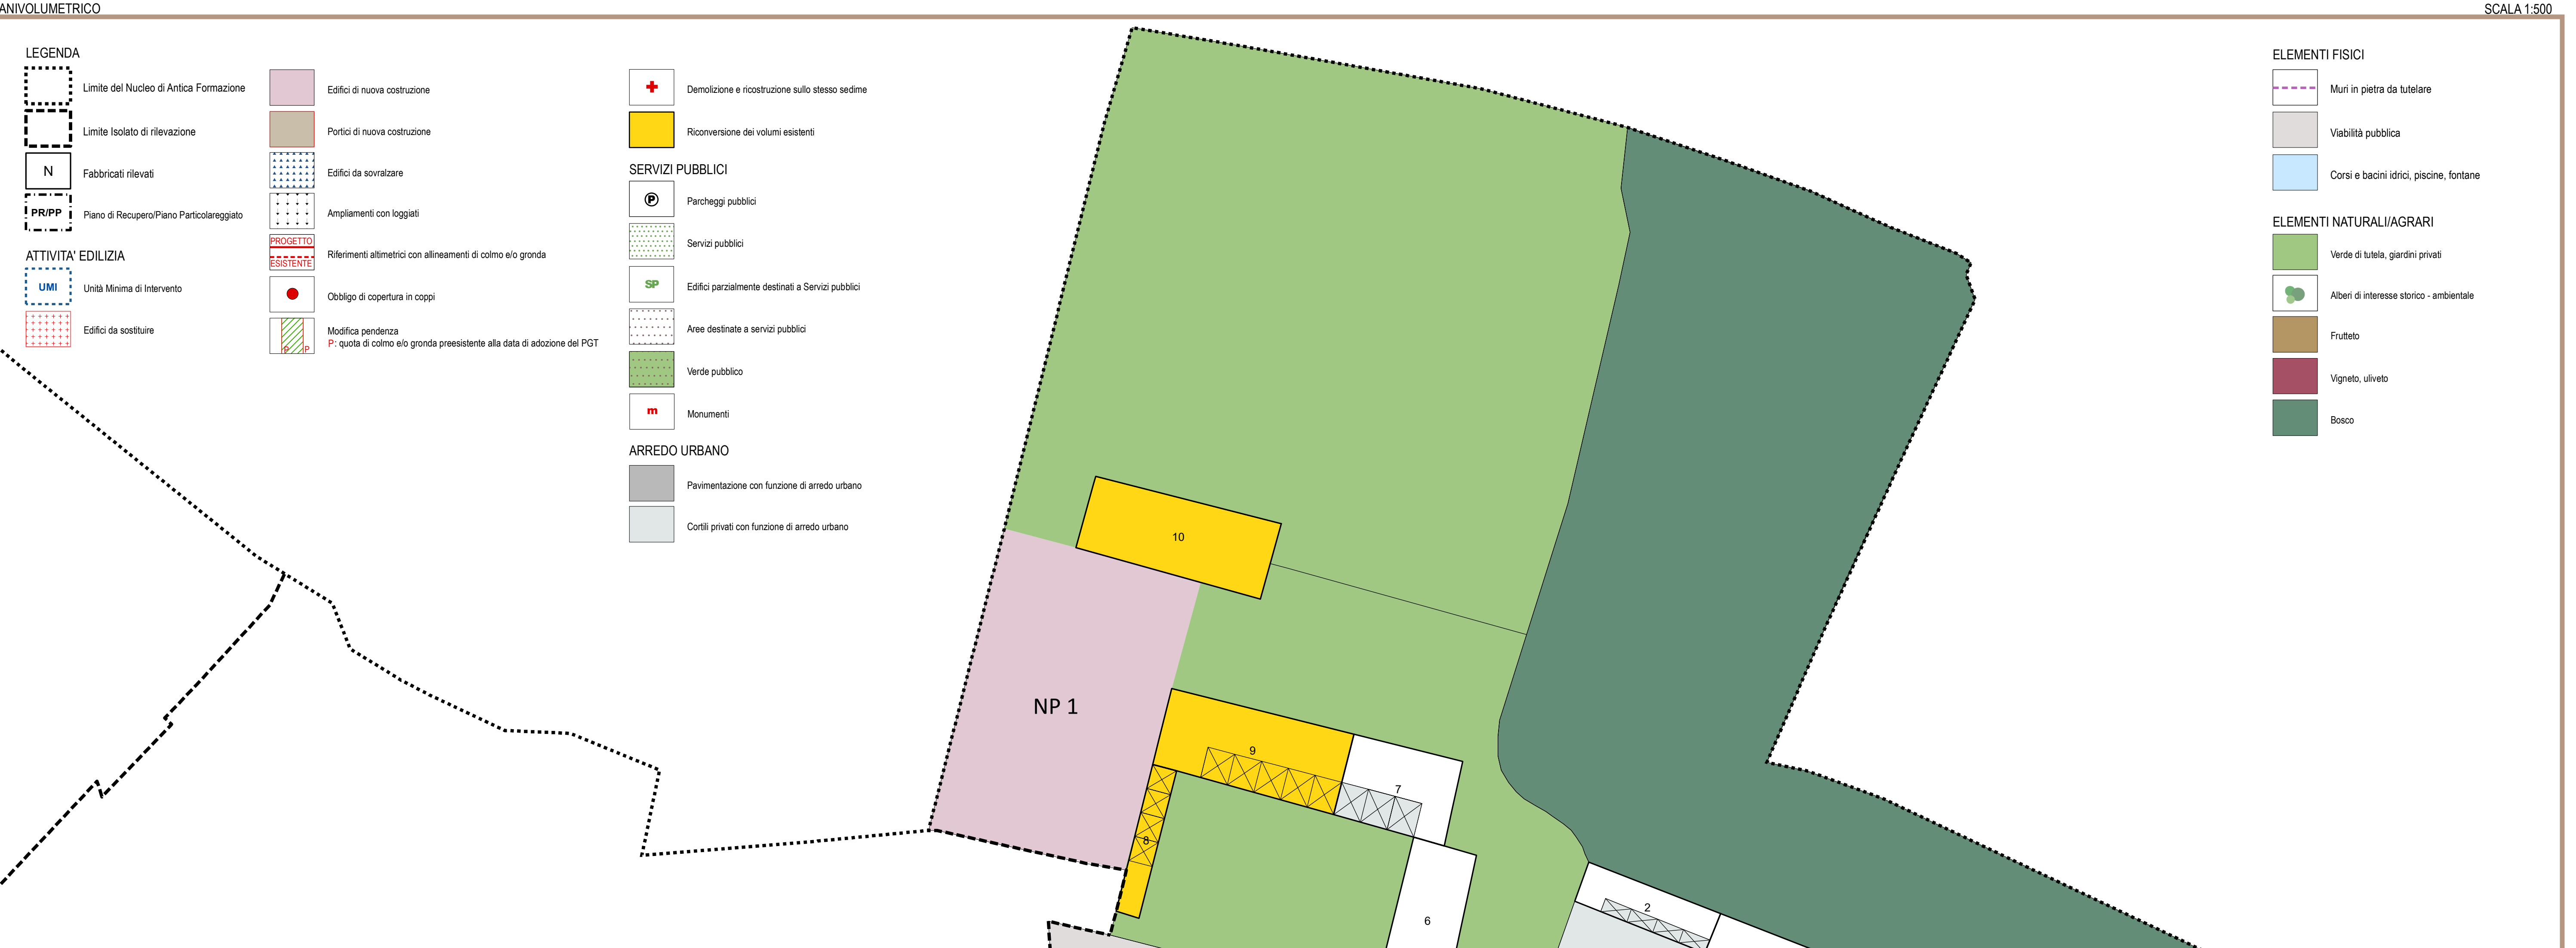 ANIVOLUMETRICO
SCALA 1:500
LEGENDA
Limite del Nucleo di Antica Formazione
Limite Isolato di rilevazione
N
Fabbricati rilevati
PR/PP
Piano di Recupero/Piano Particolareggiato
ATTIVITA' EDILIZIA
UMI
Unità Minima di Intervento
Edifici da sostituire
Edifici di nuova costruzione
Portici di nuova costruzione
Edifici da sovralzare
Ampliamenti con loggiati
PROGETTO
ESISTENTE
Riferimenti altimetrici con allineamenti di colmo e/o gronda
Obbligo di copertura in coppi
P P
Modifica pendenza
P: quota di colmo e/o gronda preesistente alla data di adozione del PGT
Demolizione e ricostruzione sullo stesso sedime
Riconversione dei volumi esistenti
SERVIZI PUBBLICI
P
Parcheggi pubblici
Servizi pubblici
SP
Edifici parzialmente destinati a Servizi pubblici
Aree destinate a servizi pubblici
Verde pubblico
m
Monumenti
ARREDO URBANO
Pavimentazione con funzione di arredo urbano
Cortili privati con funzione di arredo urbano
ELEMENTI FISICI
Muri in pietra da tutelare
Viabilità pubblica
Corsi e bacini idrici, piscine, fontane
ELEMENTI NATURALI/AGRARI
Verde di tutela, giardini privati
Alberi di interesse storico - ambientale
Frutteto
Vigneto, uliveto
Bosco
10
NP 1
9
7
8
6
2